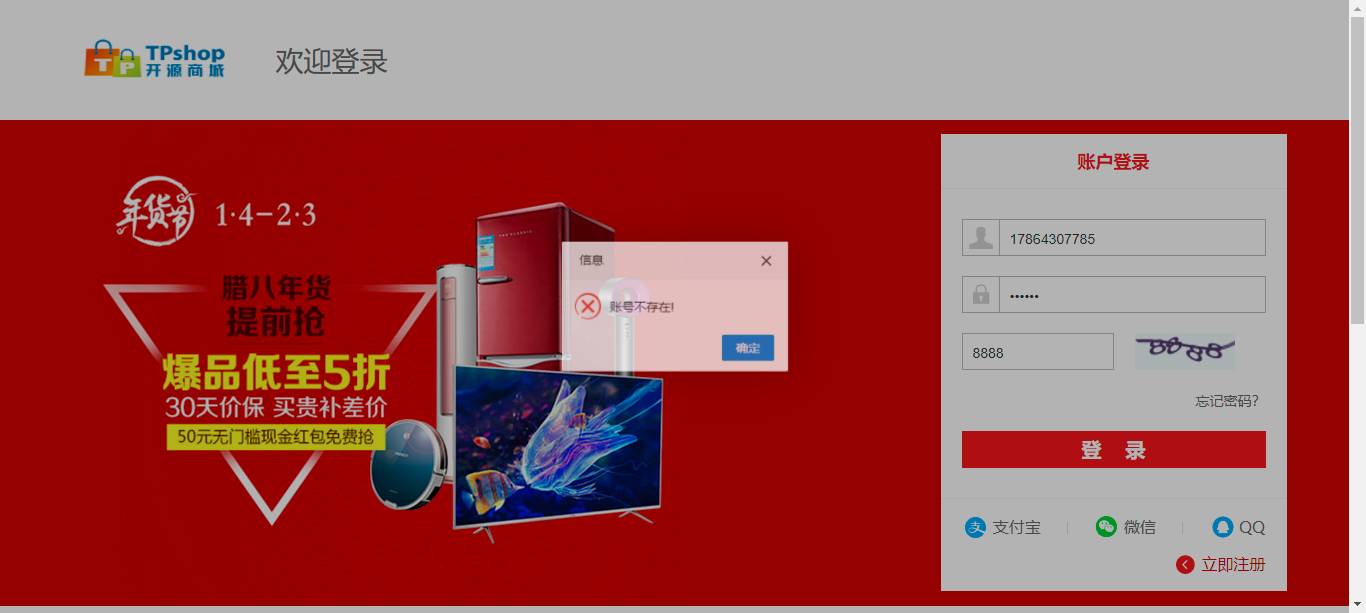 TPshop
开源商城
欢迎登录
年货节
1·4-2·3
腊八年货
提前抢
爆品低至5折
30天价保 买贵补差价
50元无门槛现金红包免费抢
信息
账号不存在!
确定
账户登录
17864307785
••••••
8888
8888
忘记密码?
登 录
支付宝
微信
QQ
立即注册